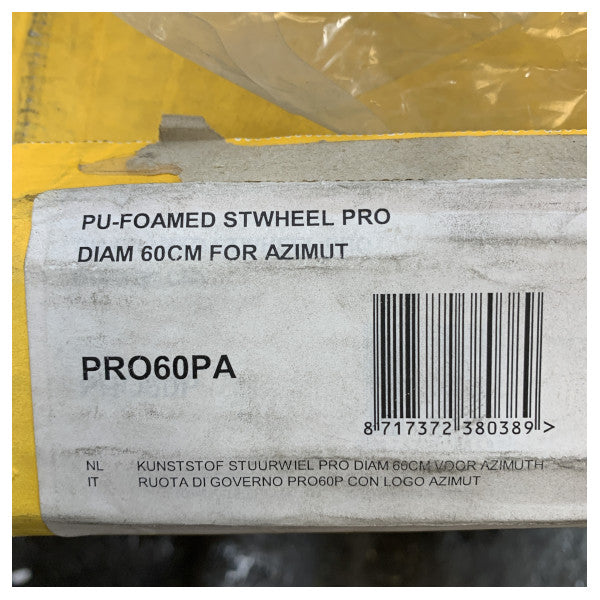 PU-FOAMED STWHEEL PRO
DIAM 60CM FOR AZIMUT
PRO60PA
8 717372 380389 >
NL KUNSTSTOF STUURWIEL PRO DIAM 60CM VOOR AZIMUTH
IT RUOTA DI GOVERNO PRO60P CON LOGO AZIMUT